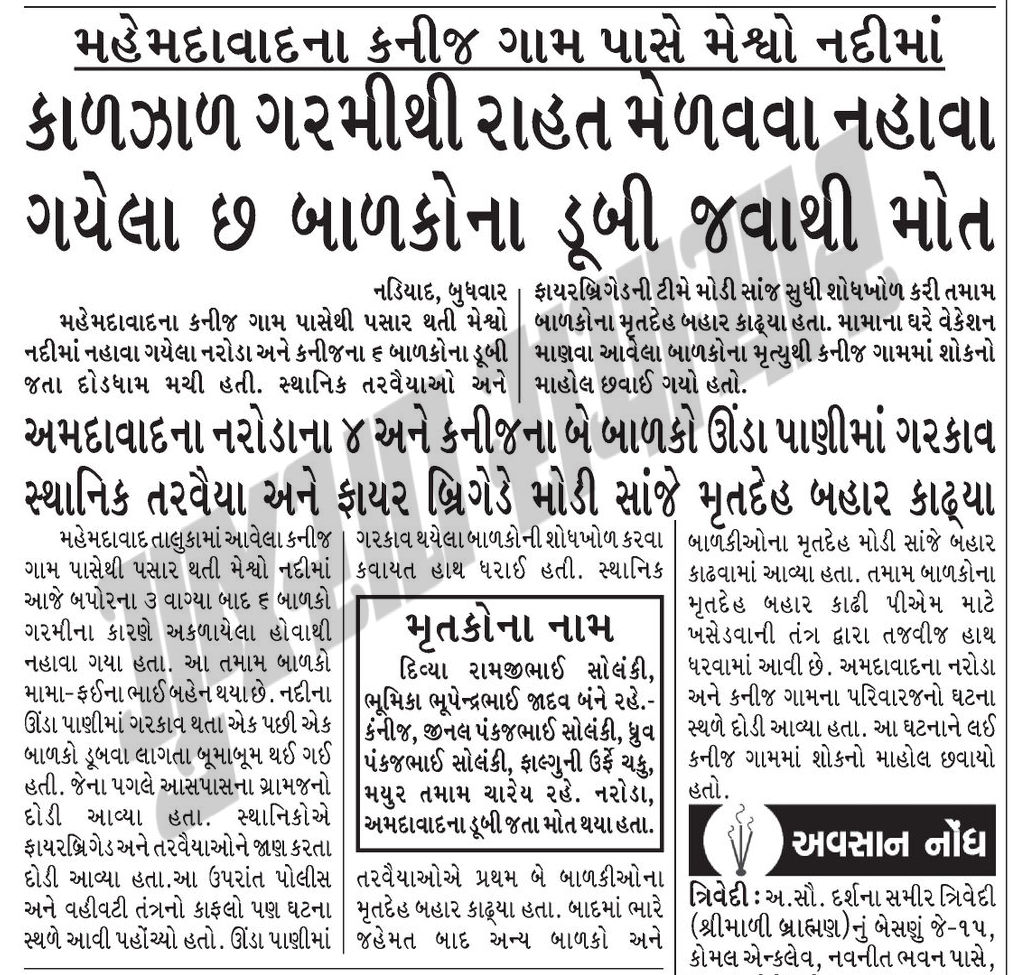 મહેમદાવાદના કનીજ ગામ પાસે મેશ્વો નદીમાં
કાળઝાળ ગરમીથી રાહત મેળવવા નહાવા
ગયેલા છ બાળકોના ડૂબી જવાથી મોત
નડિયાદ, બુધવાર
મહેમદાવાદના કનીજ ગામ પાસેથી પસાર થતી મેશ્વો
નદીમાં નહાવા ગયેલા નરોડા અને કનીજના ૬ બાળકોના ડૂબી
જતા દોડધામ મચી હતી. સ્થાનિક તરવૈયાઓ અને
ફાયરબ્રિગેડની ટીમે મોડી સાંજ સુધી શોધખોળ કરી તમામ
બાળકોના મૃતદેહ બહાર કાઢ્યા હતા. મામાના ઘરે વેકેશન
માણવા આવેલા બાળકોના મૃત્યુથી કનીજ ગામમાં શોકનો
માહોલ છવાઈ ગયો હતો.
અમદાવાદના નરોડાના ૪ અને કનીજના બે બાળકો ઊંડા પાણીમાં ગરકાવ
સ્થાનિક તરવૈયા અને ફાયર બ્રિગેડે મોડી સાંજે મૃતદેહ બહાર કાઢ્યા
મહેમદાવાદ તાલુકામાં આવેલા કનીજ
ગામ પાસેથી પસાર થતી મેશ્વો નદીમાં
આજે બપોરના ૩ વાગ્યા બાદ ૬ બાળકો
ગરમીના કારણે અકળાયેલા હોવાથી
નહાવા ગયા હતા. આ તમામ બાળકો
મામા-ફઈના ભાઈ બહેન થયા છે. નદીના
ઊંડા પાણીમાં ગરકાવ થતા એક પછી એક
બાળકો ડૂબવા લાગતા બૂમાબૂમ થઈ ગઈ
હતી. જેના પગલે આસપાસના ગ્રામજનો
દોડી આવ્યા હતા. સ્થાનિકોએ
ફાયરબ્રિગેડ અને તરવૈયાઓને જાણ કરતા
દોડી આવ્યા હતા.આ ઉપરાંત પોલીસ
અને વહીવટી તંત્રનો કાફલો પણ ઘટના
સ્થળે આવી પહોંચ્યો હતો. ઊંડા પાણીમાં
ગરકાવ થયેલા બાળકોની શોધખોળ કરવા
કવાયત હાથ ધરાઈ હતી. સ્થાનિક
મૃતકોના નામ
દિવ્યા રામજીભાઈ સોલંકી,
ભૂમિકા ભૂપેન્દ્રભાઈ જાદવ બંને રહે.-
કંનીજ, જીનલ પંકજભાઈ સોલંકી, ધ્રુવ
પંકજભાઈ સોલંકી, ફાલ્ગુની ઉર્ફે ચકુ,
મયુર તમામ ચારેય રહે. નરોડા,
અમદાવાદના ડૂબી જતા મોત થયા હતા.
તરવૈયાઓએ પ્રથમ બે બાળકીઓના
મૃતદેહ બહાર કાઢ્યા હતા. બાદમાં ભારે
જહેમત બાદ અન્ય બાળકો અને
બાળકીઓના મૃતદેહ મોડી સાંજે બહાર
કાઢવામાં આવ્યા હતા. તમામ બાળકોના
મૃતદેહ બહાર કાઢી પીએમ માટે
ખસેડવાની તંત્ર દ્વારા તજવીજ હાથ
ધરવામાં આવી છે. અમદાવાદના નરોડા
અને કનીજ ગામના પરિવારજનો ઘટના
સ્થળે દોડી આવ્યા હતા. આ ઘટનાને લઈ
કનીજ ગામમાં શોકનો માહોલ છવાયો
હતો.
અવસાન નોંધ
ત્રિવેદી : અ.સૌ. દર્શના સમીર ત્રિવેદી
(શ્રીમાળી બ્રાહ્મણ)નું બેસણું જે-૧૫,
કોમલ એન્કલેવ, નવનીત ભવન પાસે,
ગુજરાત સમાચાર